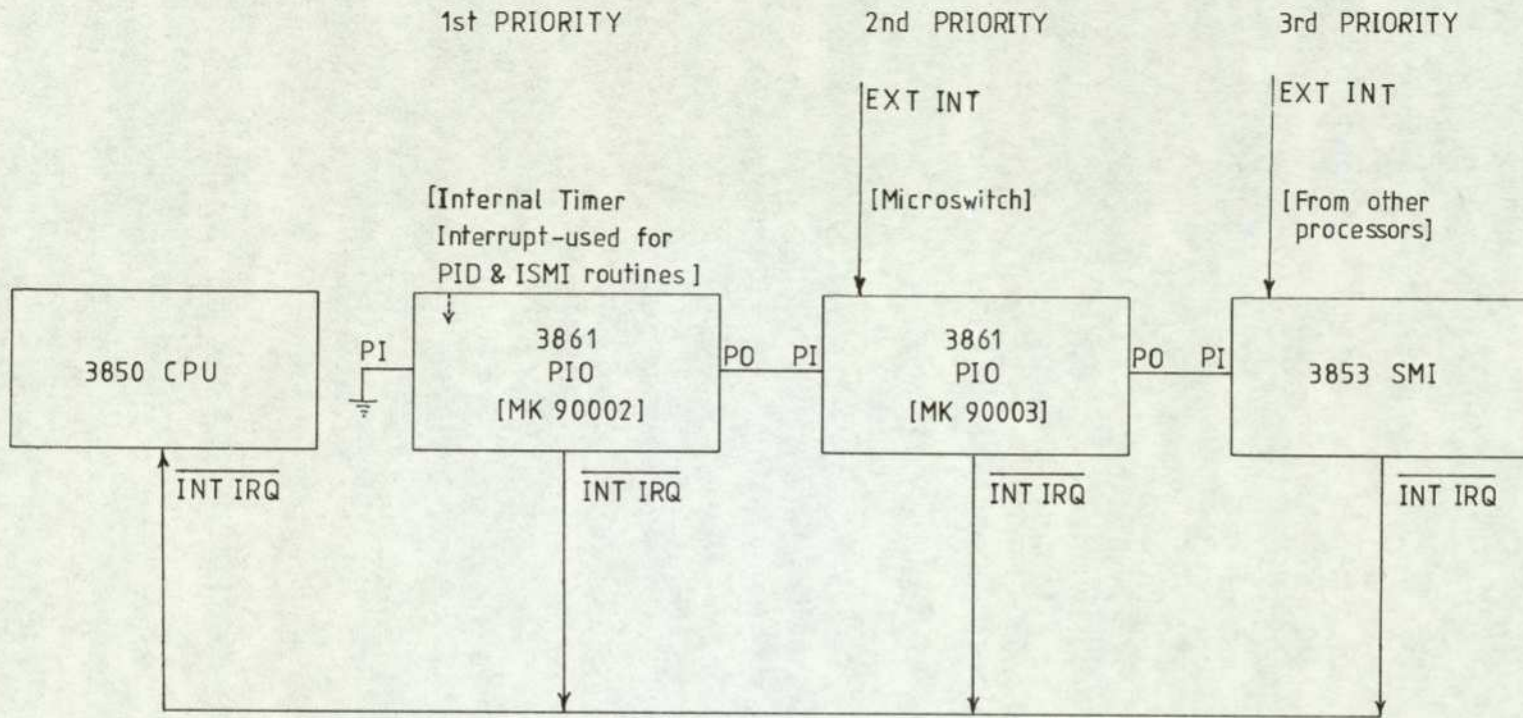 1st PRIORITY
2nd PRIORITY
3rd PRIORITY
EXT INT
EXT INT
[Internal Timer
Interrupt-used for
PID & ISMI routines]
[Microswitch]
[From other
processors]
3850 CPU
PI
3861
PIO
[MK 90002]
PO
PI
3861
PIO
[MK 90003]
PO
PI
3853 SMI
INT IRQ
INT IRQ
INT IRQ
INT IRQ